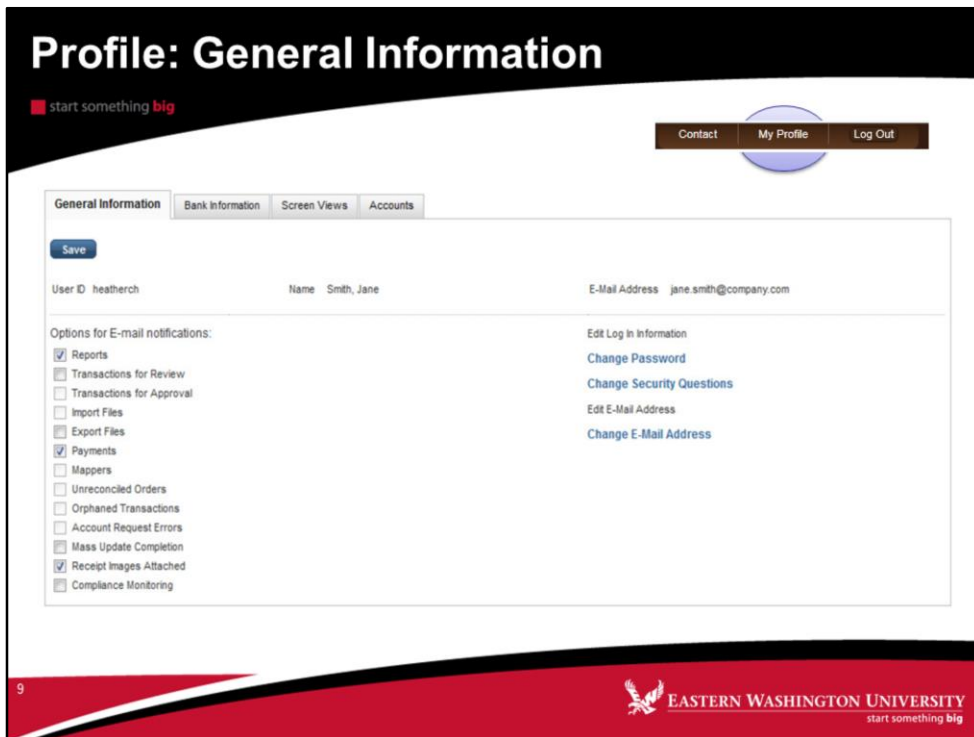 Profile: General Information
start something big
Contact My Profile Log Out
General Information Bank Information Screen Views Accounts
Save
User ID heatherch Name Smith, Jane E-Mail Address jane.smith@company.com
Options for E-mail notifications:
Reports
Transactions for Review
Transactions for Approval
Import Files
Export Files
Payments
Mappers
Unreconciled Orders
Orphaned Transactions
Account Request Errors
Mass Update Completion
Receipt Images Attached
Compliance Monitoring
Edit Log In Information
Change Password
Change Security Questions
Edit E-Mail Address
Change E-Mail Address
9
EASTERN WASHINGTON UNIVERSITY
start something big